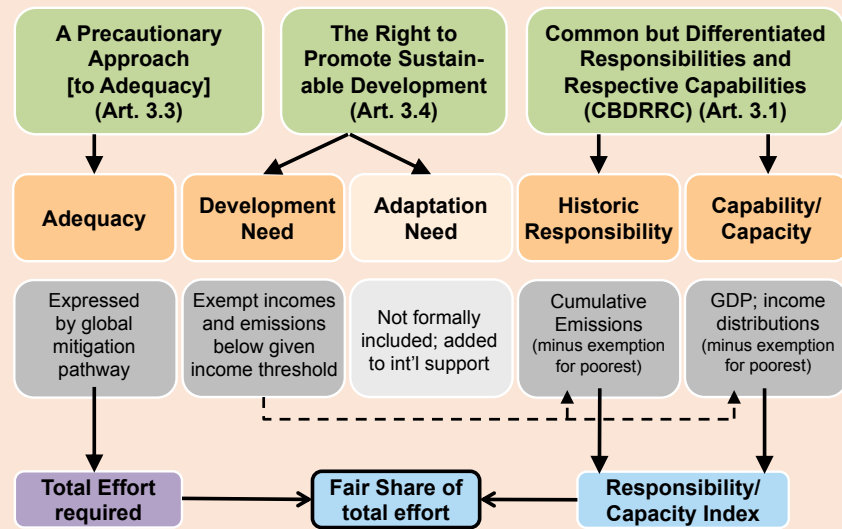 A Precautionary
Approach
[to Adequacy]
(Art. 3.3)
The Right to
Promote Sustain-
able Development
(Art. 3.4)
Common but Differentiated
Responsibilities and
Respective Capabilities
(CBDRRC) (Art. 3.1)
Adequacy
Development
Need
Adaptation
Need
Historic
Responsibility
Capability/
Capacity
Expressed
by global
mitigation
pathway
Exempt incomes
and emissions
below given
income threshold
Not formally
included; added
to int’l support
Cumulative
Emissions
(minus exemption
for poorest)
GDP; income
distributions
(minus exemption
for poorest)
Total Effort
required
Fair Share of
total effort
Responsibility/
Capacity Index